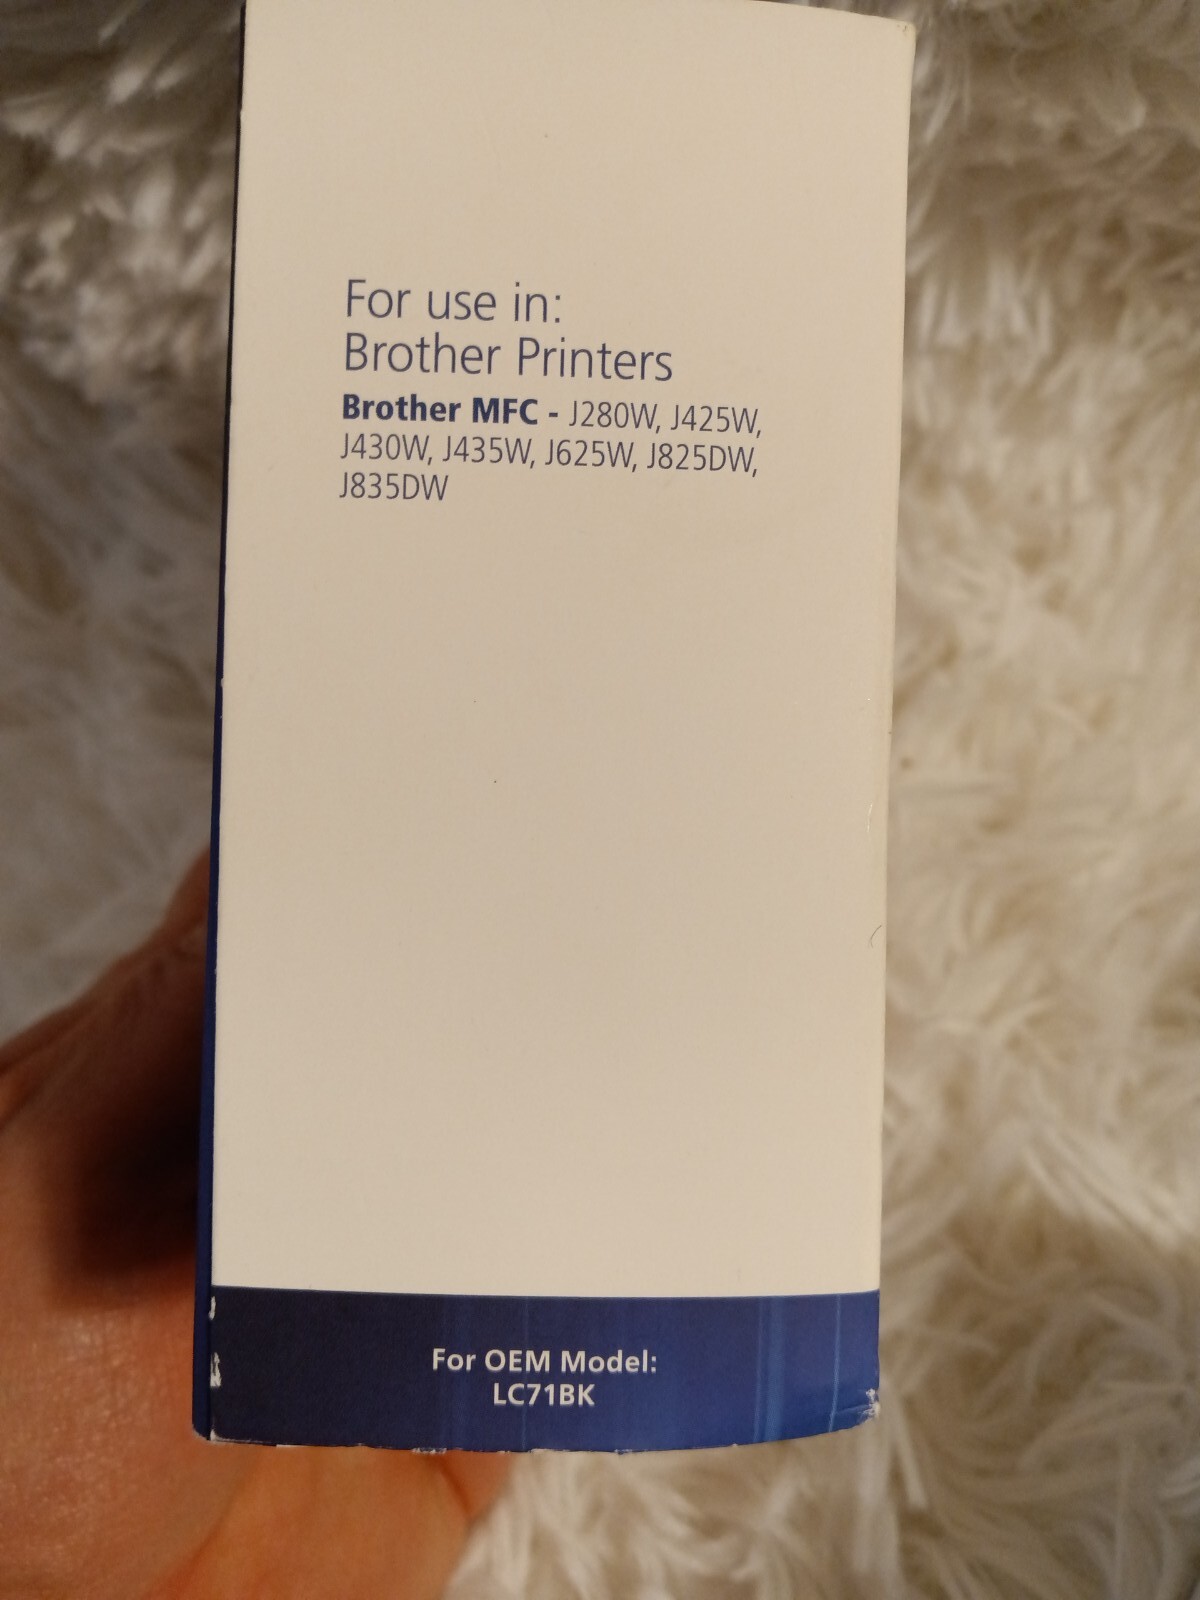 For use in:
Brother Printers
Brother MFC - J280W, J425W,
J430W, J435W, J625W, J825DW,
J835DW
For OEM Model:
LC71BK